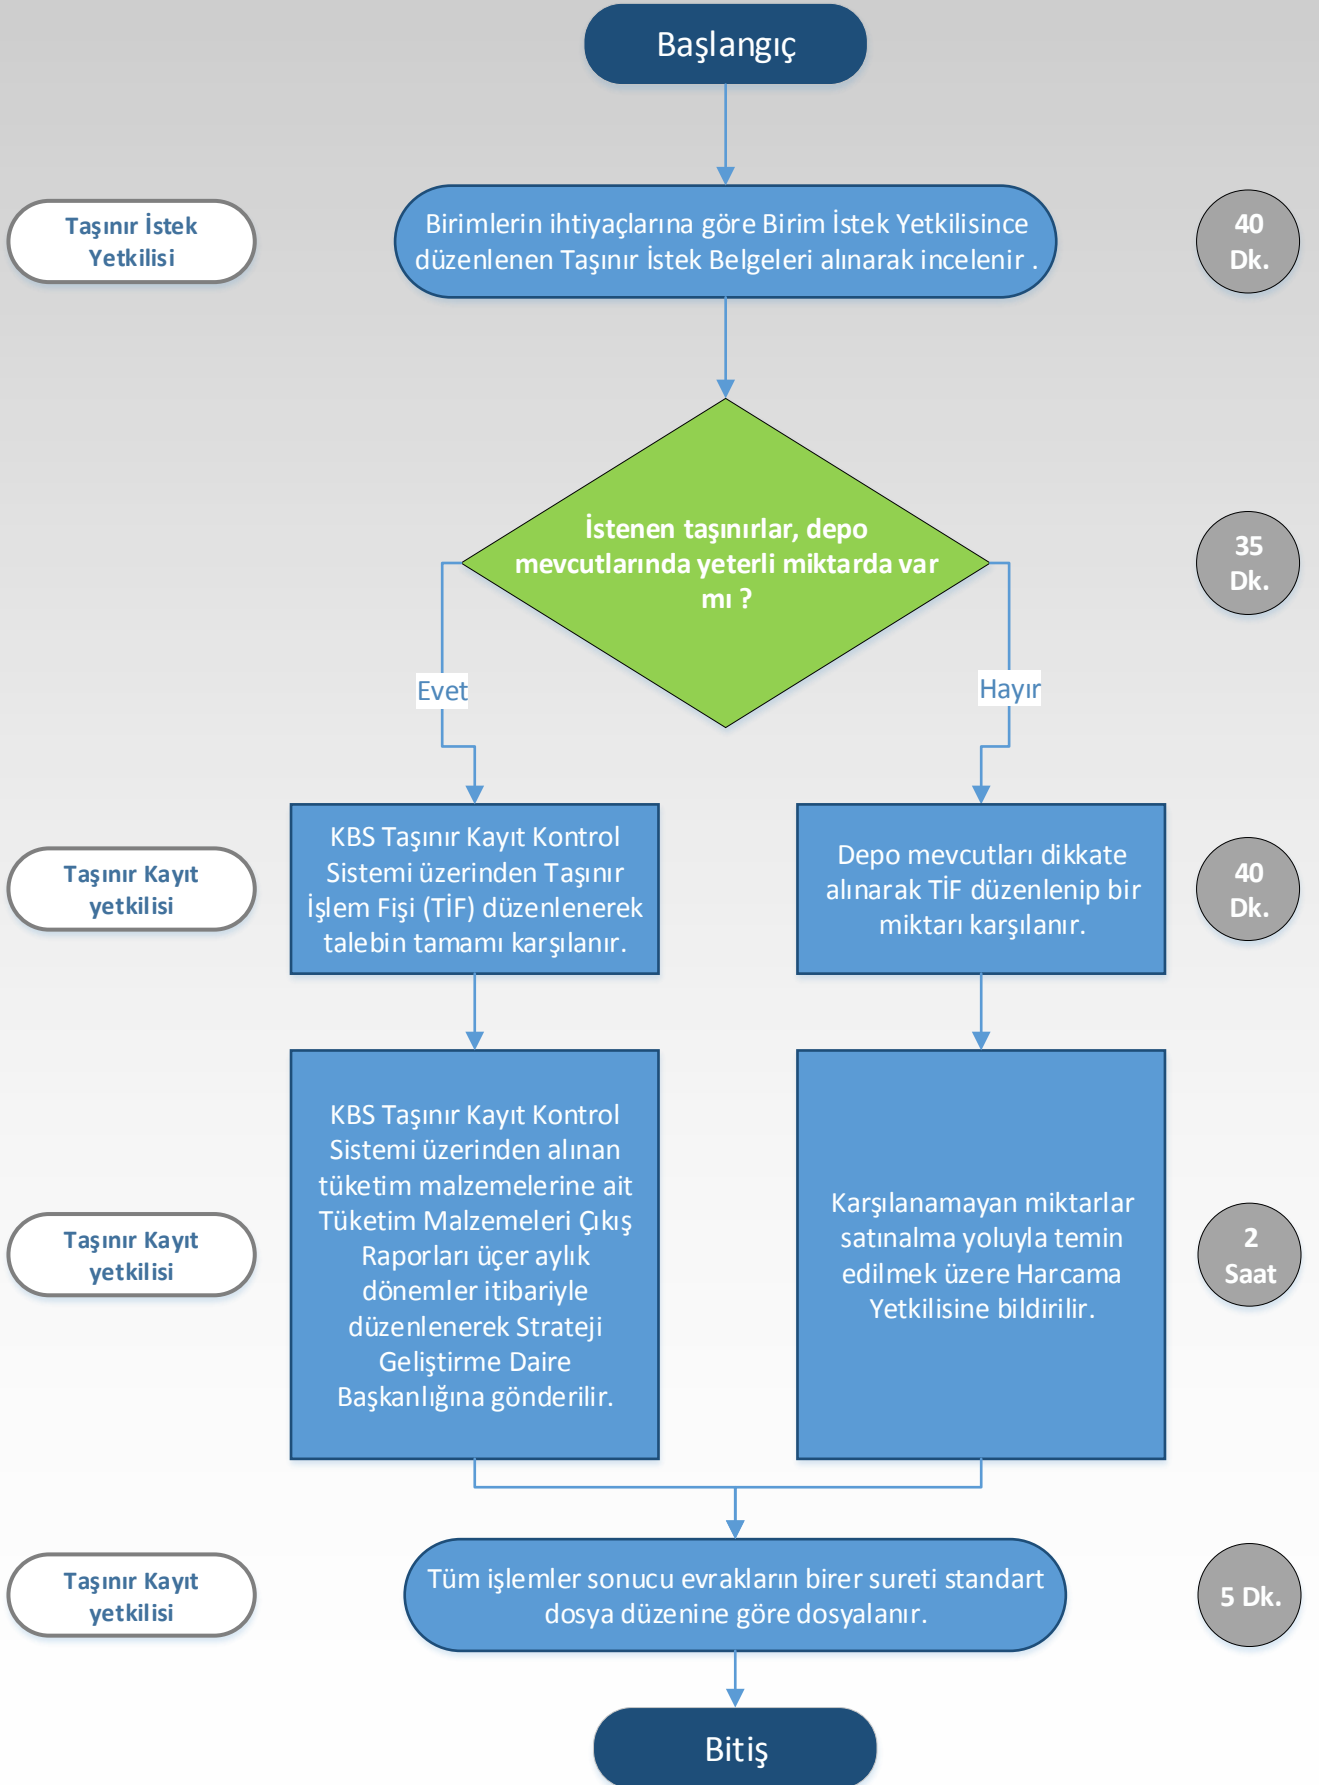 Başlangıç
Taşınır İstek
Yetkilisi
Birimlerin ihtiyaçlarına göre Birim İstek Yetkilisince
düzenlenen Taşınır İstek Belgeleri alınarak incelenir .
40
Dk.
İstenen taşınırlar, depo
mevcutlarında yeterli miktarda var
mı ?
35
Dk.
Evet
Hayır
Taşınır Kayıt
yetkilisi
KBS Taşınır Kayıt Kontrol
Sistemi üzerinden Taşınır
İşlem Fişi (TİF) düzenlenerek
talebin tamamı karşılanır.
Depo mevcutları dikkate
alınarak TİF düzenlenip bir
miktarı karşılanır.
40
Dk.
Taşınır Kayıt
yetkilisi
KBS Taşınır Kayıt Kontrol
Sistemi üzerinden alınan
tüketim malzemelerine ait
Tüketim Malzemeleri Çıkış
Raporları üçer aylık
dönemler itibariyle
düzenlenerek Strateji
Geliştirme Daire
Başkanlığına gönderilir.
Karşılanamayan miktarlar
satınalma yoluyla temin
edilmek üzere Harcama
Yetkilisine bildirilir.
2
Saat
Taşınır Kayıt
yetkilisi
Tüm işlemler sonucu evrakların birer sureti standart
dosya düzenine göre dosyalanır.
5 Dk.
Bitiş